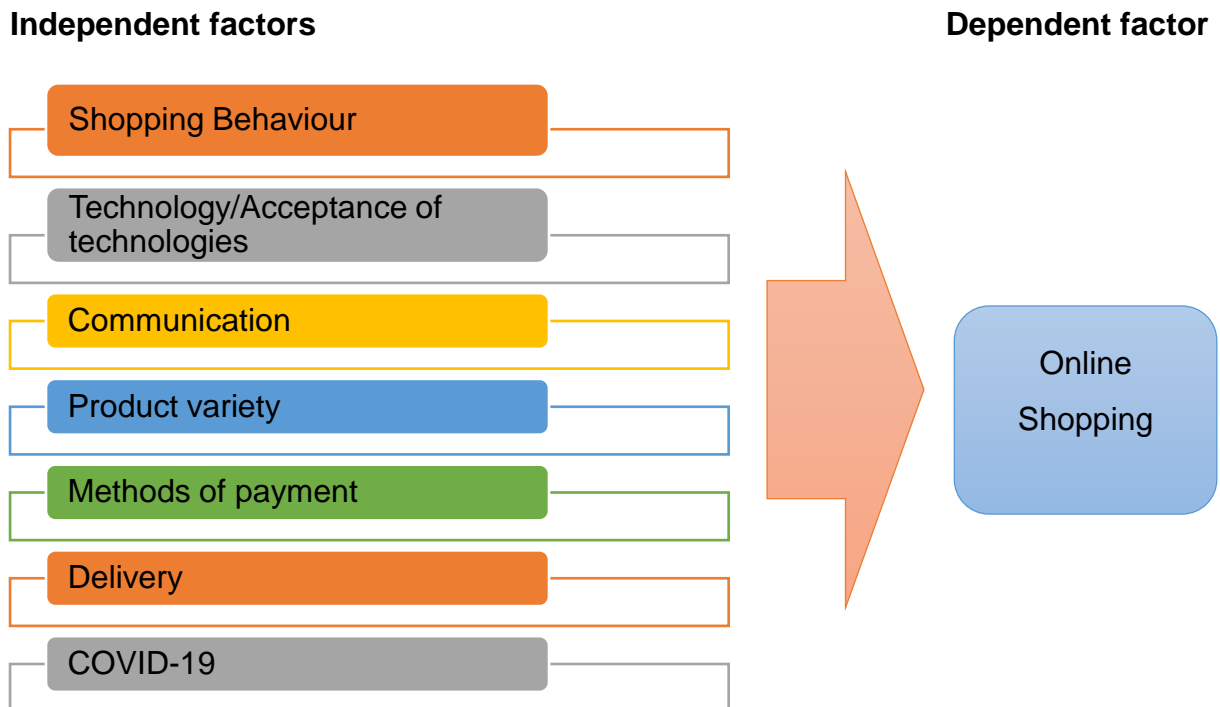 Independent factors
Dependent factor
Shopping Behaviour
Technology/Acceptance of
technologies
Communication
Product variety
Methods of payment
Delivery
COVID-19
Online
Shopping